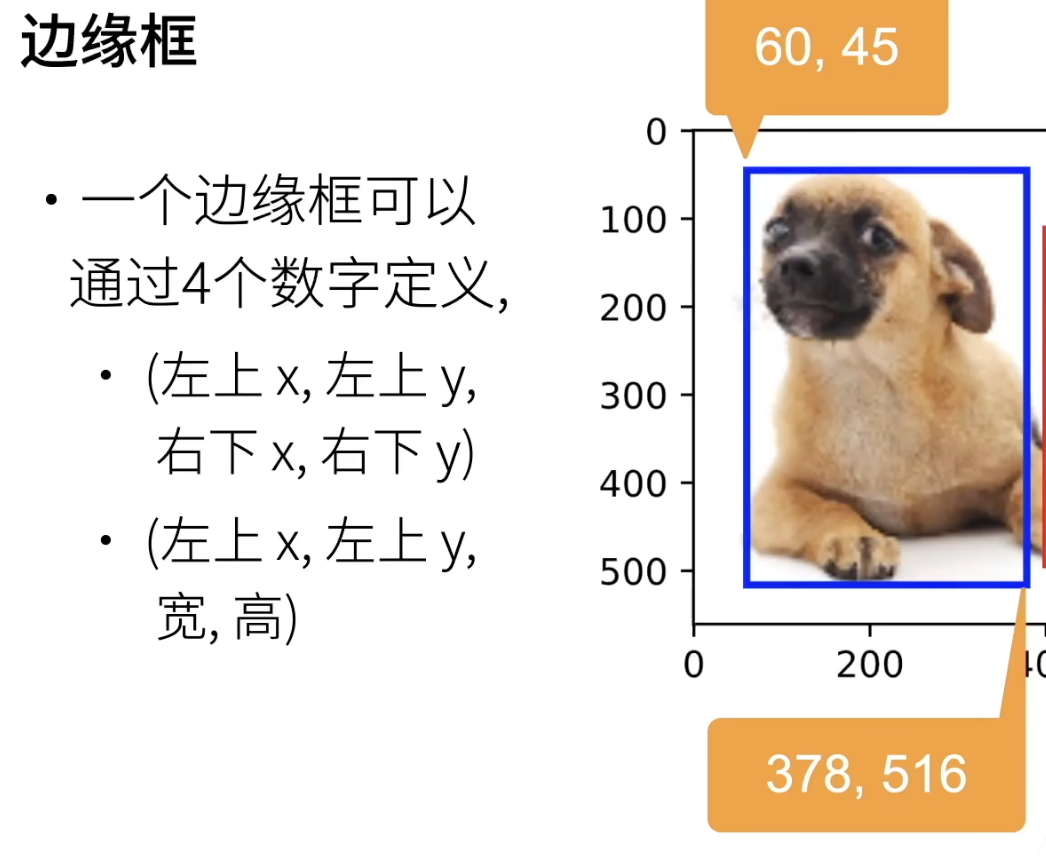 边缘框
• 一个边缘框可以
通过4个数字定义,
• (左上 x, 左上 y,
右下 x, 右下 y)
• (左上 x, 左上 y,
宽, 高)
60, 45
0
100
200
300
400
500
0
200
378, 516